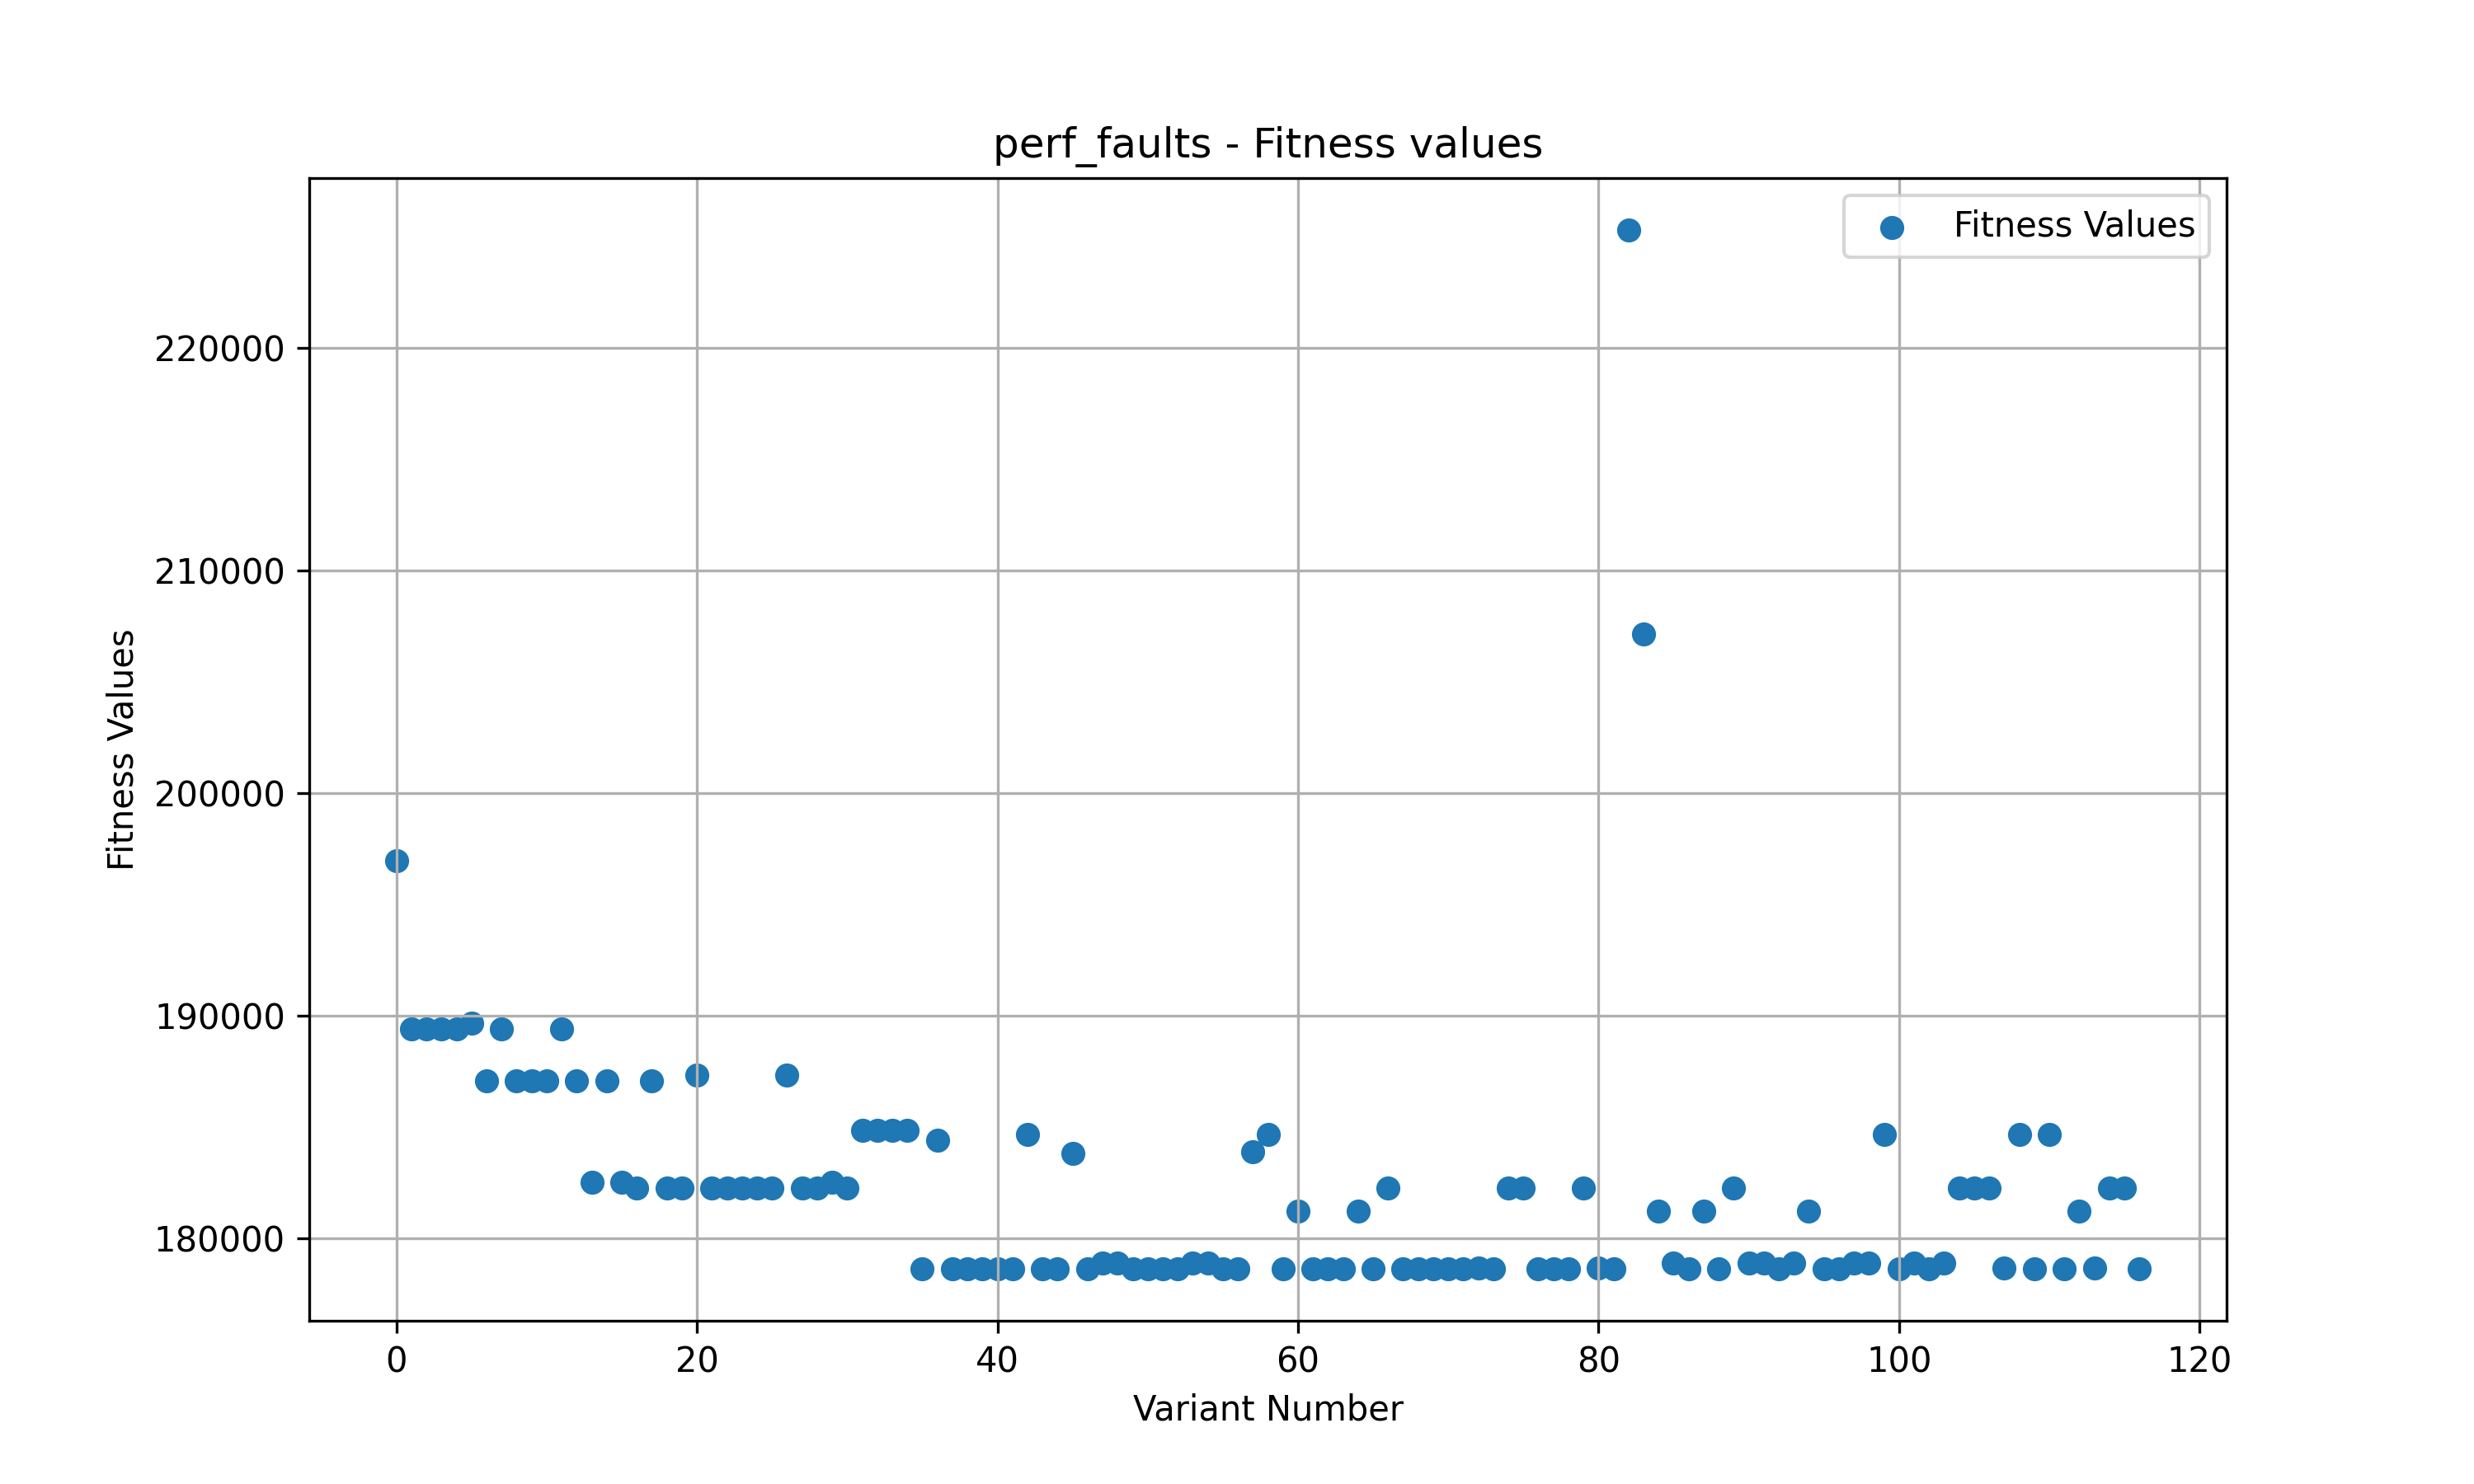 perf_faults - Fitness values
Fitness Values
220000
210000
200000
190000
180000
Fitness Values
0 20 40 60 80 100 120
Variant Number